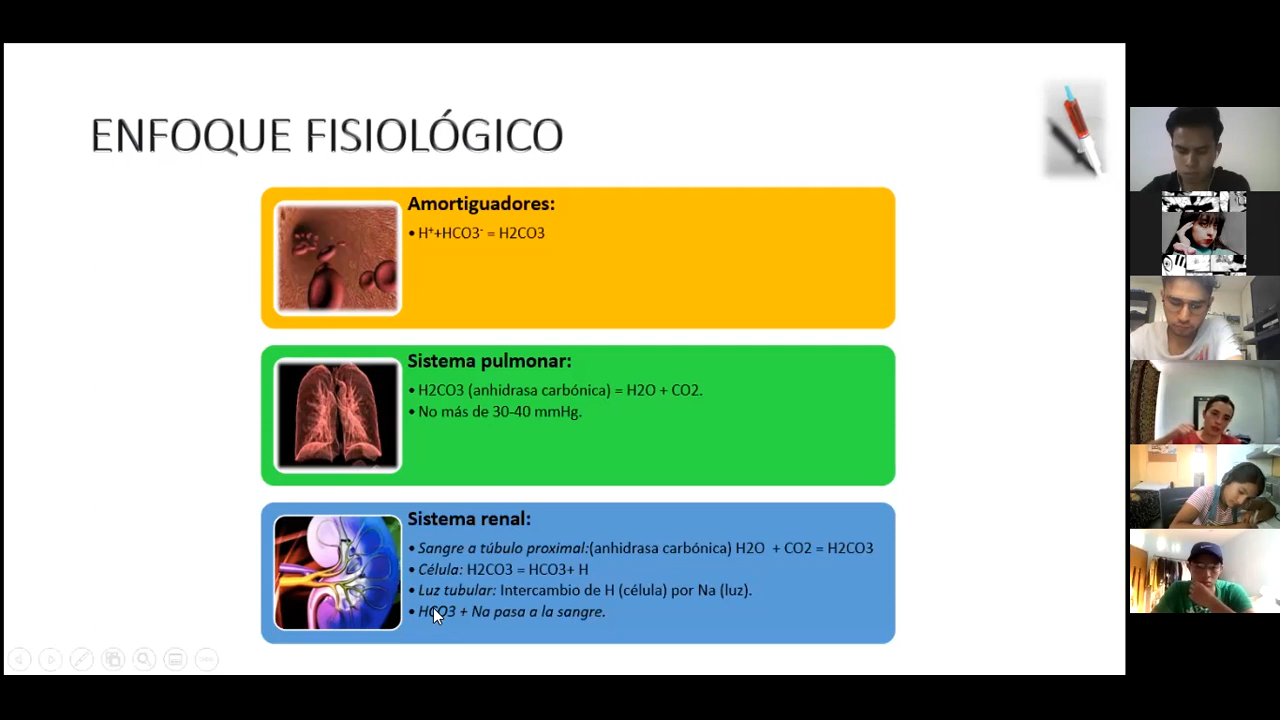 ENFOQUE FISIOLÓGICO
Amortiguadores:
• H⁺+HCO3⁻ = H2CO3
Sistema pulmonar:
• H2CO3 (anhidrasa carbónica) = H2O + CO2.
• No más de 30-40 mmHg.
Sistema renal:
• Sangre a túbulo proximal:(anhidrasa carbónica) H2O + CO2 = H2CO3
• Célula: H2CO3 = HCO3+ H
• Luz tubular: Intercambio de H (célula) por Na (luz).
• HCO3 + Na pasa a la sangre.